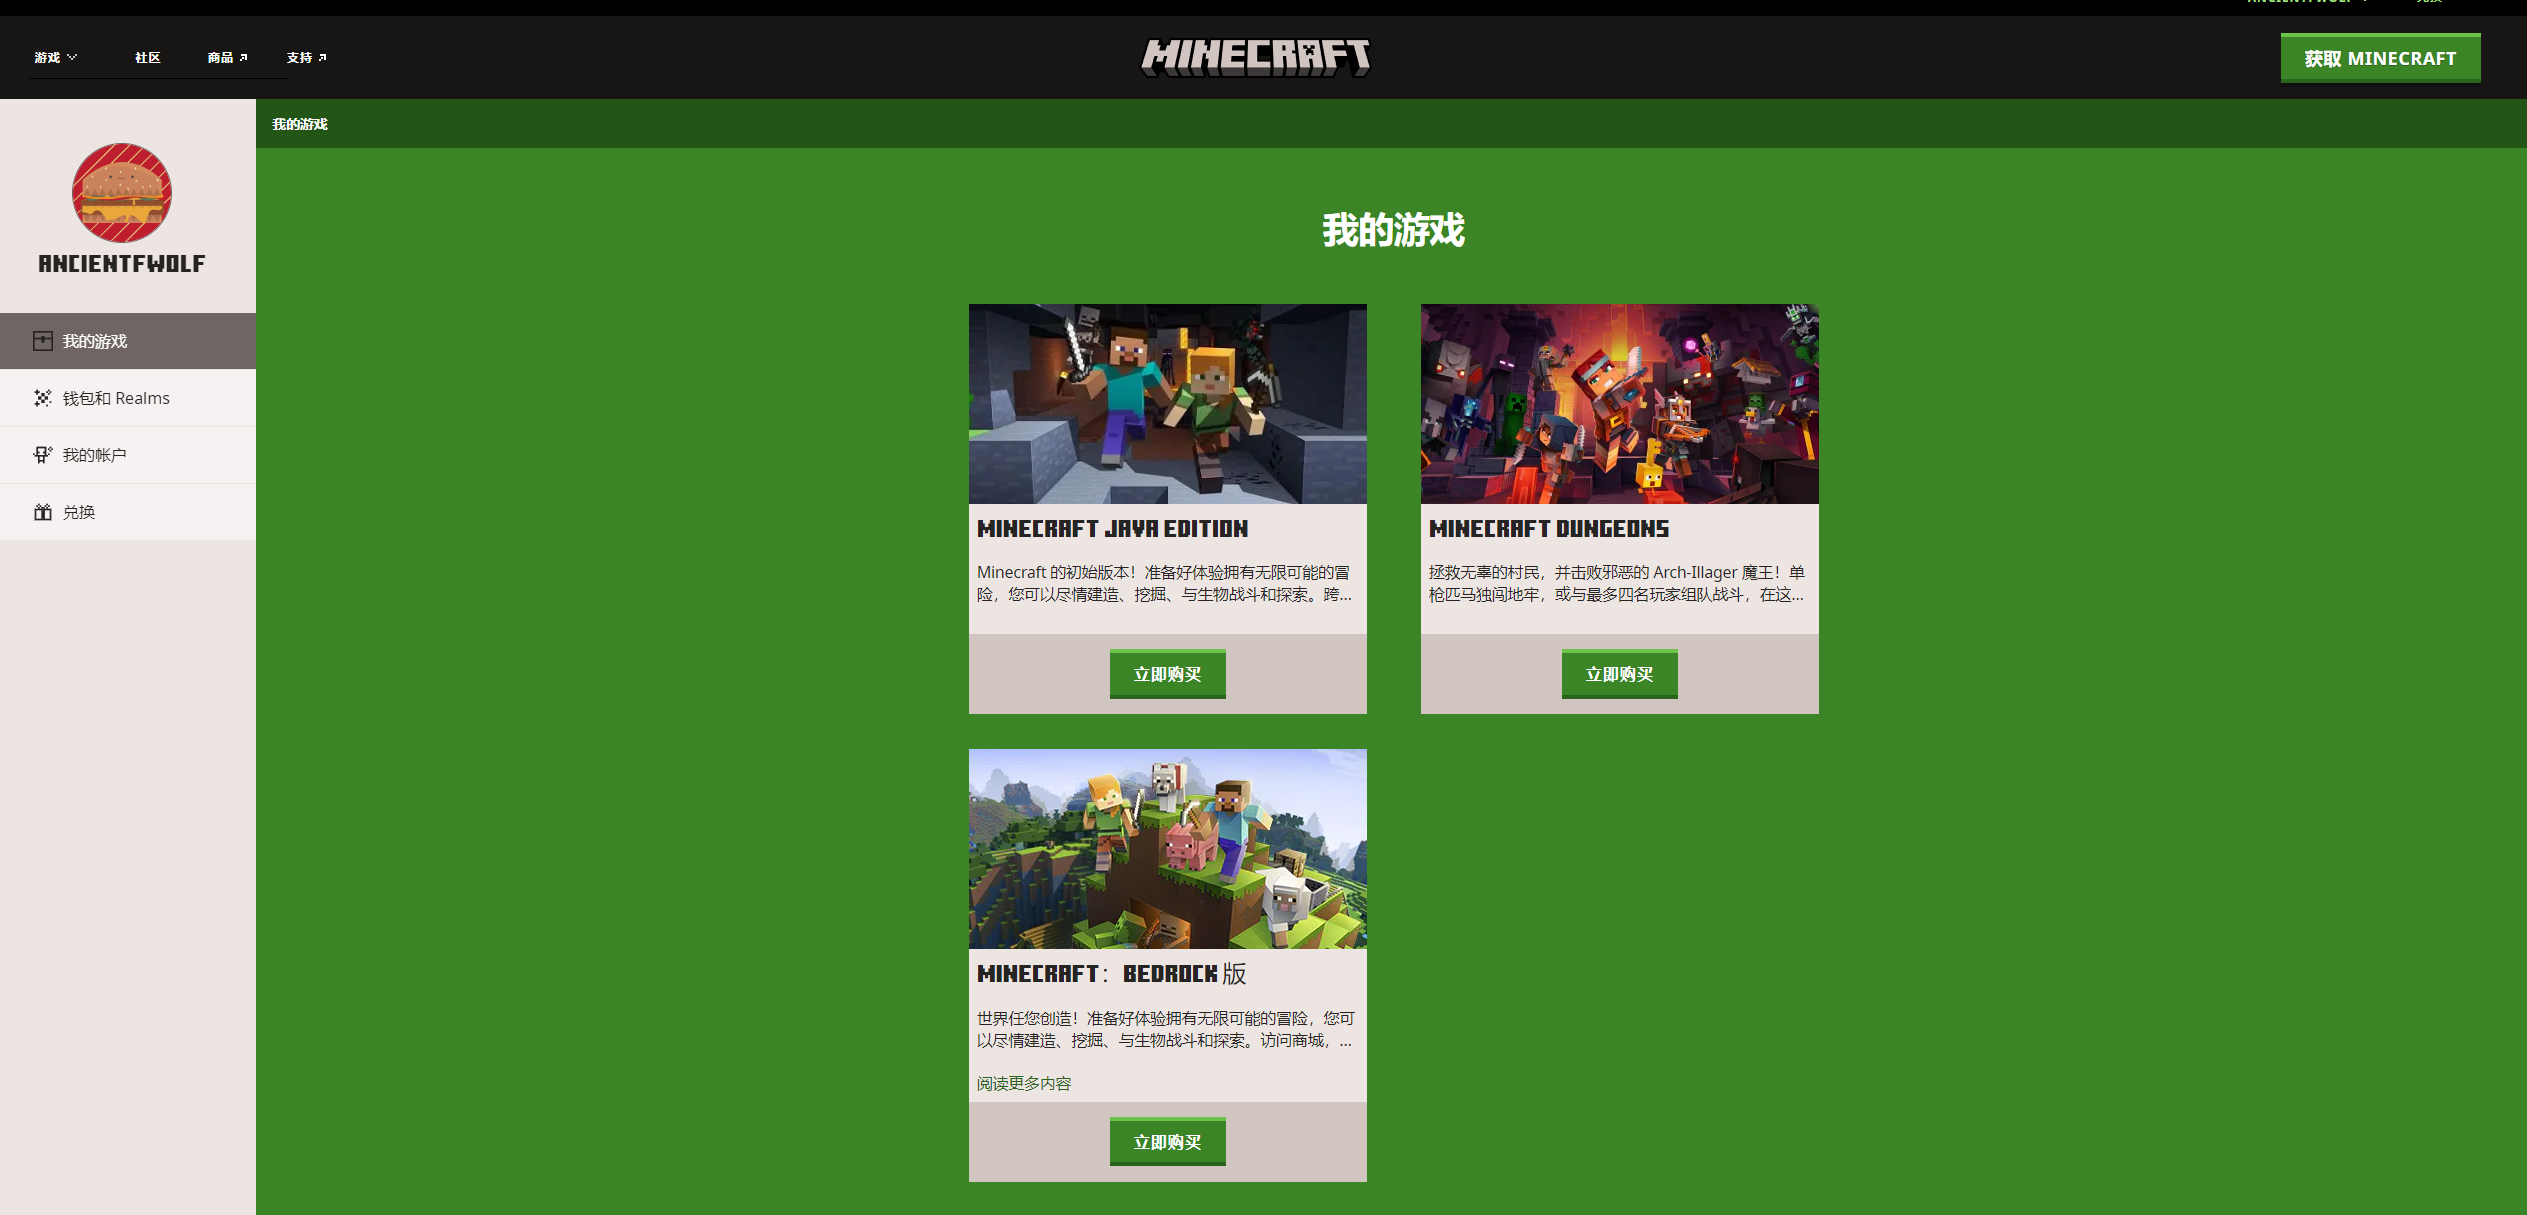 游戏
社区
商品
支持
MINECRAFT
获取 MINECRAFT
我的游戏
ANCIENTFWOLF
我的游戏
钱包和 Realms
我的帐户
兑换
我的游戏
MINECRAFT JAVA EDITION
Minecraft 的初始版本！准备好体验拥有无限可能的冒
险，您可以尽情建造、挖掘、与生物战斗和探索。跨...
立即购买
MINECRAFT DUNGEONS
拯救无辜的村民，并击败邪恶的 Arch-Illager 魔王！单
枪匹马独闯地牢，或与最多四名玩家组队战斗，在这...
立即购买
MINECRAFT：BEDROCK 版
世界任您创造！准备好体验拥有无限可能的冒险，您可
以尽情建造、挖掘、与生物战斗和探索。访问商城，...
阅读更多内容
立即购买